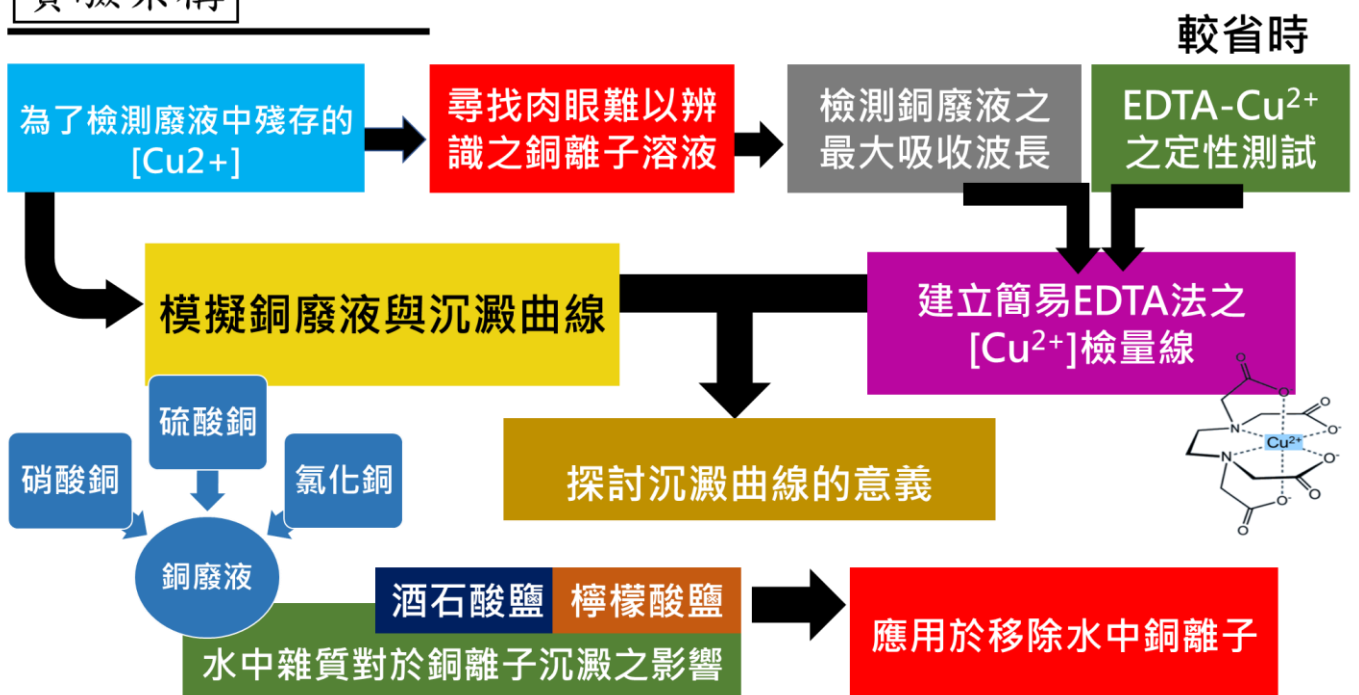 實驗架構
較省時
為了檢測廢液中殘存的
[Cu2+]
尋找肉眼難以辨
識之銅離子溶液
檢測銅廢液之
最大吸收波長
EDTA-Cu²⁺
之定性測試
模擬銅廢液與沉澱曲線
建立簡易EDTA法之
[Cu²⁺]檢量線
硫酸銅
硝酸銅
氯化銅
銅廢液
探討沉澱曲線的意義
O
O⁻
O
N
O⁻
Cu²⁺
N
O⁻
O
O⁻
O
酒石酸鹽
檸檬酸鹽
水中雜質對於銅離子沉澱之影響
應用於移除水中銅離子